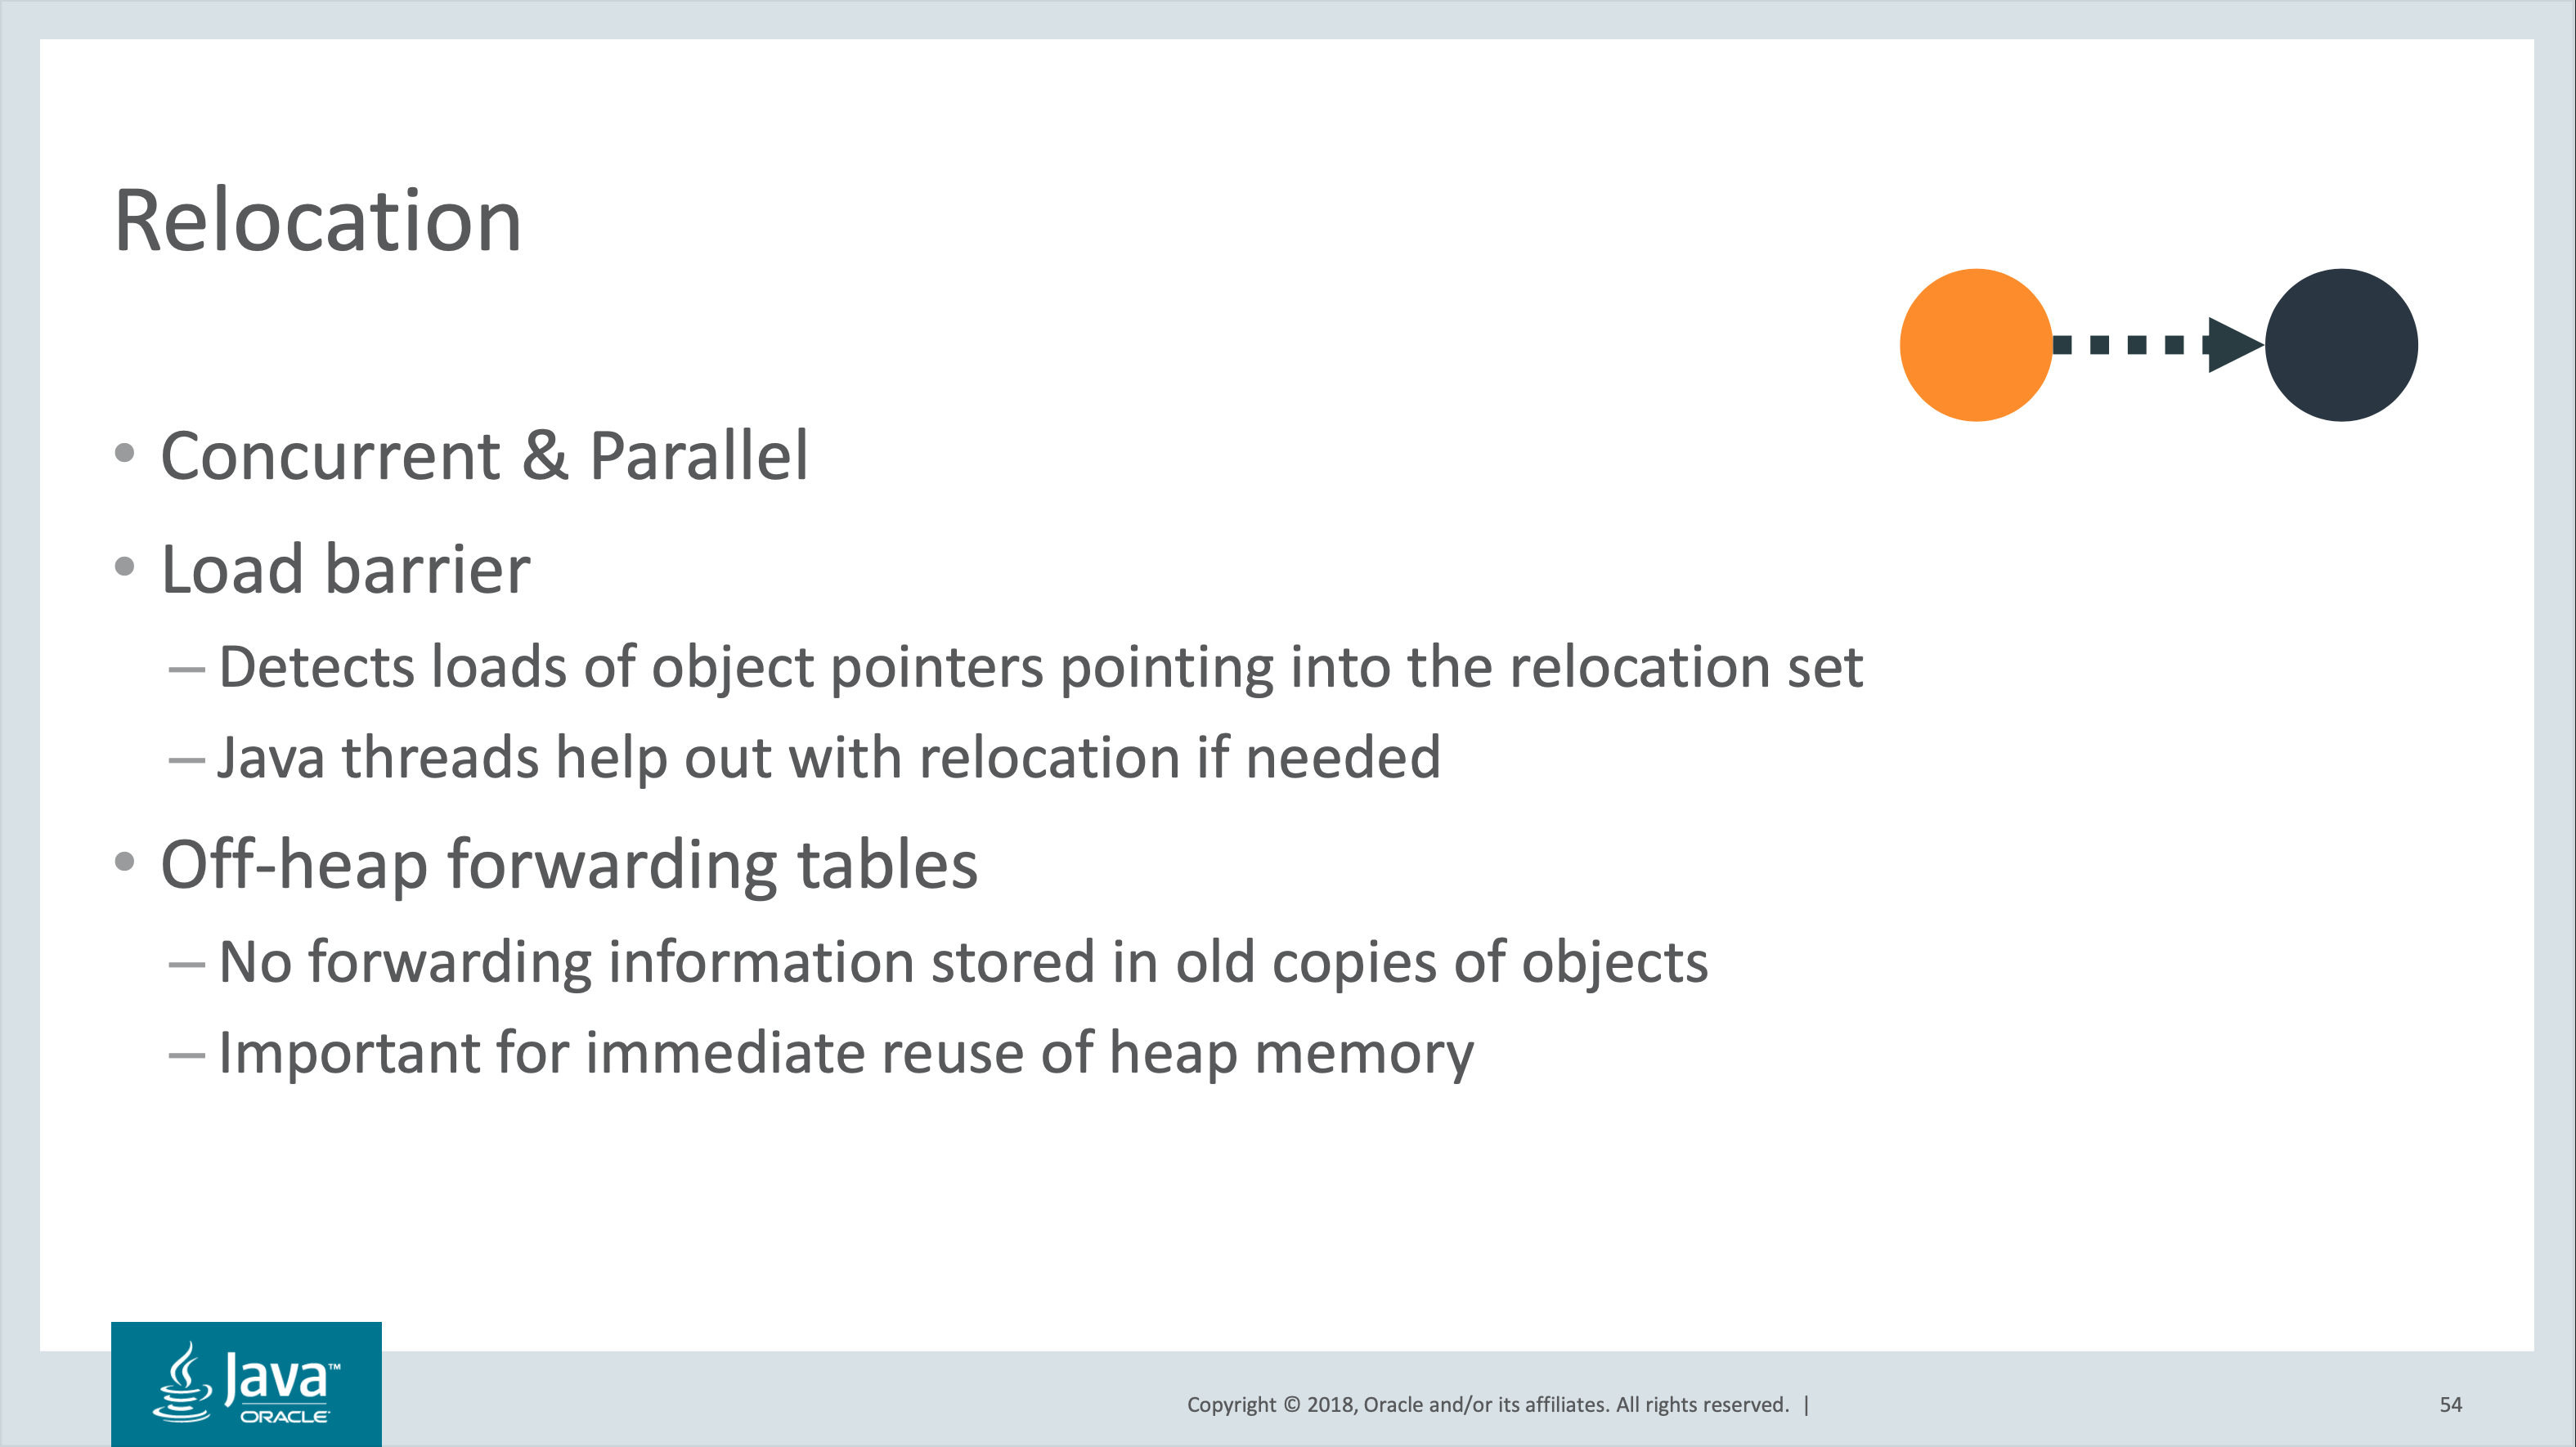 Relocation
• Concurrent & Parallel
• Load barrier
– Detects loads of object pointers pointing into the relocation set
– Java threads help out with relocation if needed
• Off-heap forwarding tables
– No forwarding information stored in old copies of objects
– Important for immediate reuse of heap memory
Java™
ORACLE
Copyright © 2018, Oracle and/or its affiliates. All rights reserved. |
54